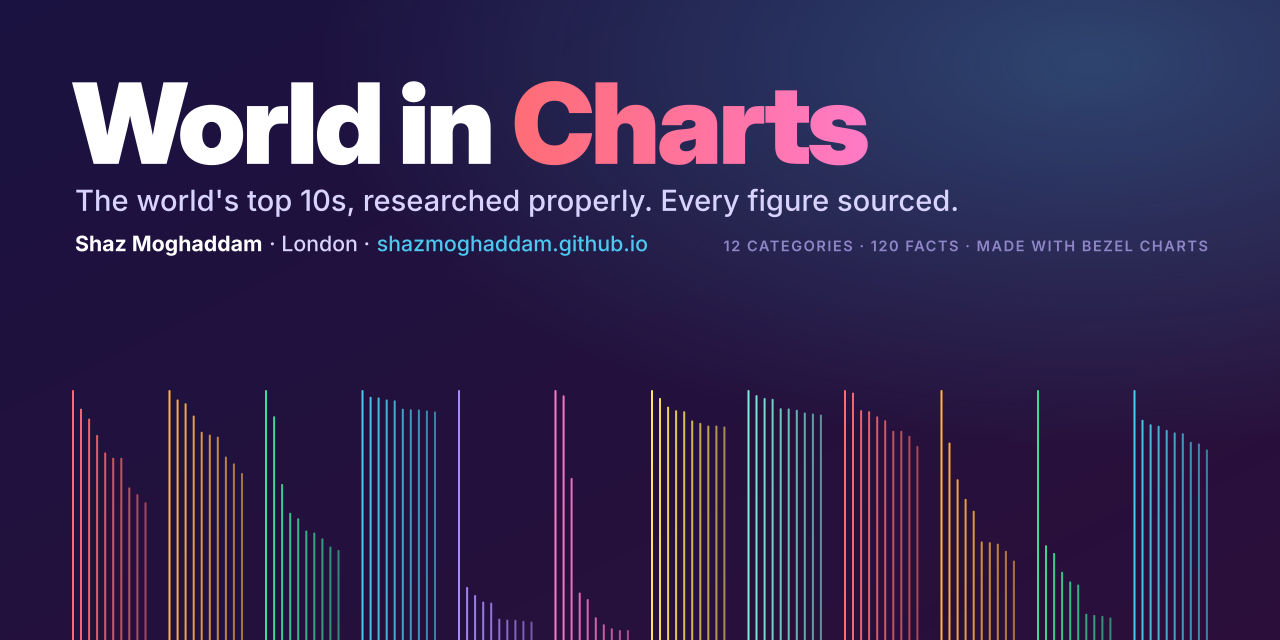 World in Charts
The world's top 10s, researched properly. Every figure sourced.
Shaz Moghaddam · London · shazmoghaddam.github.io
12 CATEGORIES · 120 FACTS · MADE WITH BEZEL CHARTS